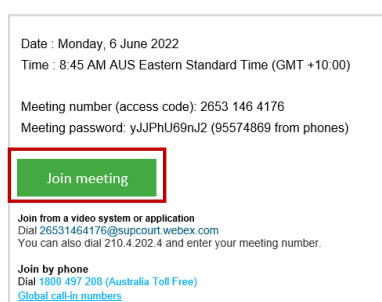 Date : Monday, 6 June 2022
Time : 8:45 AM AUS Eastern Standard Time (GMT +10:00)
Meeting number (access code): 2653 146 4176
Meeting password: yJJPhU69nJ2 (95574869 from phones)
Join meeting
Join from a video system or application
Dial 26531464176@supcourt.webex.com
You can also dial 210.4.202.4 and enter your meeting number.
Join by phone
Dial 1800 497 208 (Australia Toll Free)
Global call-in numbers